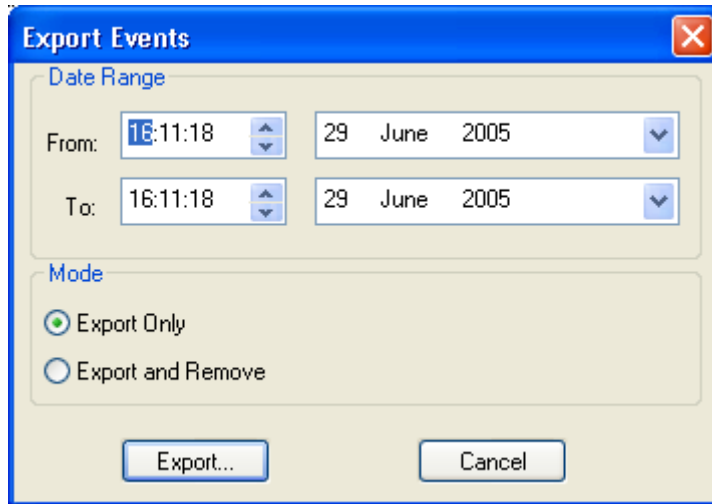 Export Events
Date Range
From: 16:11:18 29 June 2005
To: 16:11:18 29 June 2005
Mode
Export Only
Export and Remove
Export... Cancel